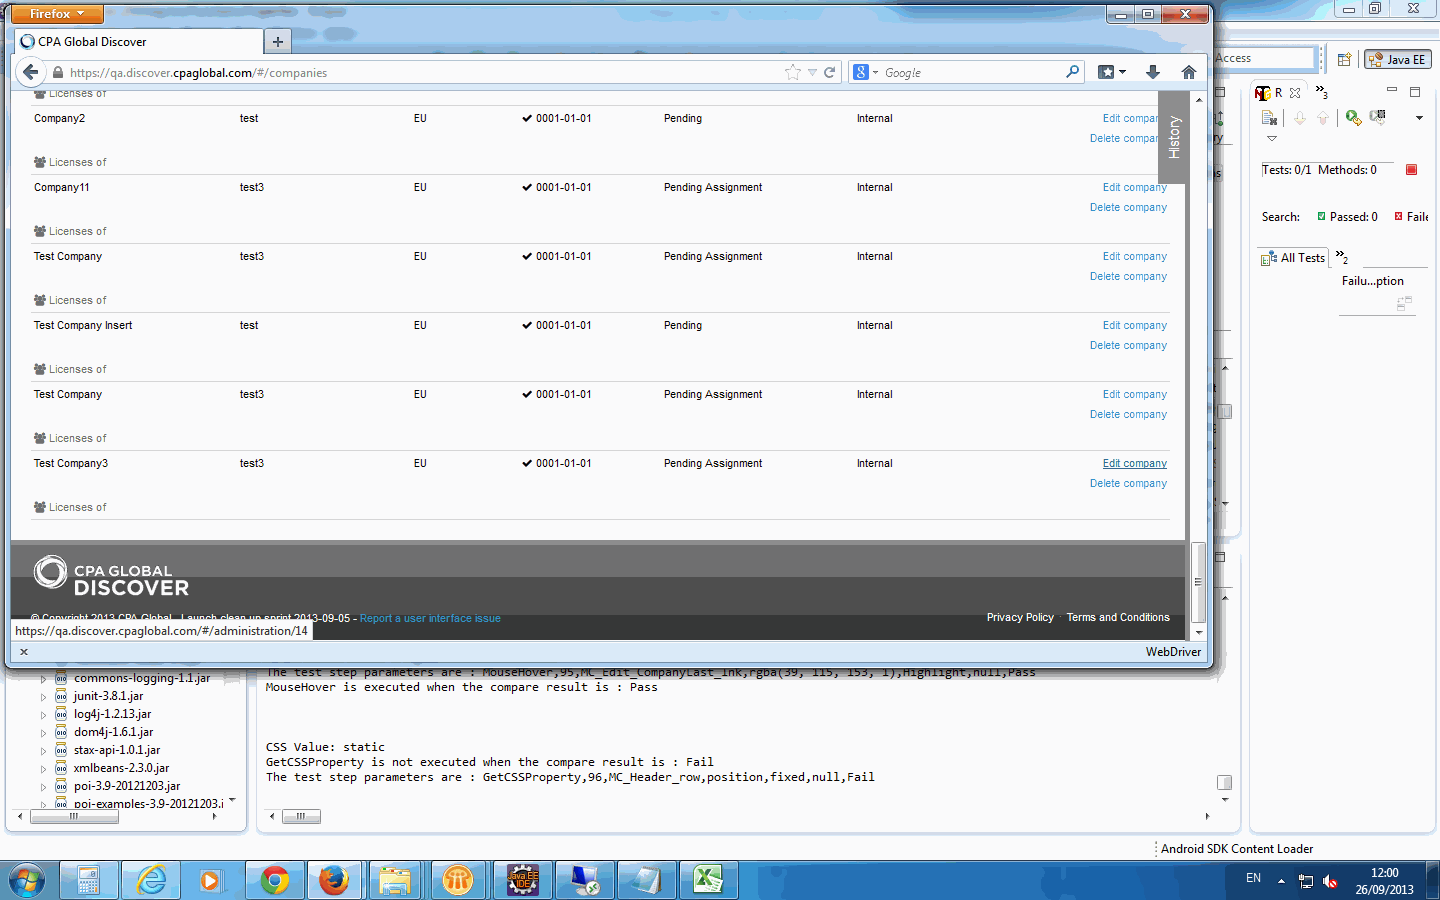 Firefox
CPA Global Discover
https://qa.discover.cpaglobal.com/#/companies
Google
Access
Java EE
Licenses of
Company2 test EU 0001-01-01 Pending Internal Edit company
Delete company
History
Licenses of
Company11 test3 EU 0001-01-01 Pending Assignment Internal Edit company
Delete company
Licenses of
Test Company test3 EU 0001-01-01 Pending Assignment Internal Edit company
Delete company
Licenses of
Test Company Insert test EU 0001-01-01 Pending Internal Edit company
Delete company
Licenses of
Test Company test3 EU 0001-01-01 Pending Assignment Internal Edit company
Delete company
Licenses of
Test Company3 test3 EU 0001-01-01 Pending Assignment Internal Edit company
Delete company
Licenses of
CPA GLOBAL
DISCOVER
© Copyright 2013 CPA Global - Launch clean up sprint 2013-09-05 - Report a user interface issue
Privacy Policy · Terms and Conditions
https://qa.discover.cpaglobal.com/#/administration/14
x WebDriver
R
3
Tests: 0/1 Methods: 0
Search: Passed: 0 Faile
All Tests
2
Failu...ption
commons-logging-1.1.jar
junit-3.8.1.jar
log4j-1.2.13.jar
dom4j-1.6.1.jar
stax-api-1.0.1.jar
xmlbeans-2.3.0.jar
poi-3.9-20121203.jar
poi-examples-3.9-20121203.j
The test step parameters are : MouseHover,95,MC_Edit_CompanyLast_lnk,rgba(39, 115, 153, 1),Highlight,null,Pass
MouseHover is executed when the compare result is : Pass
CSS Value: static
GetCSSProperty is not executed when the compare result is : Fail
The test step parameters are : GetCSSProperty,96,MC_Header_row,position,fixed,null,Fail
Android SDK Content Loader
Java EE
IDE
EN
12:00
26/09/2013